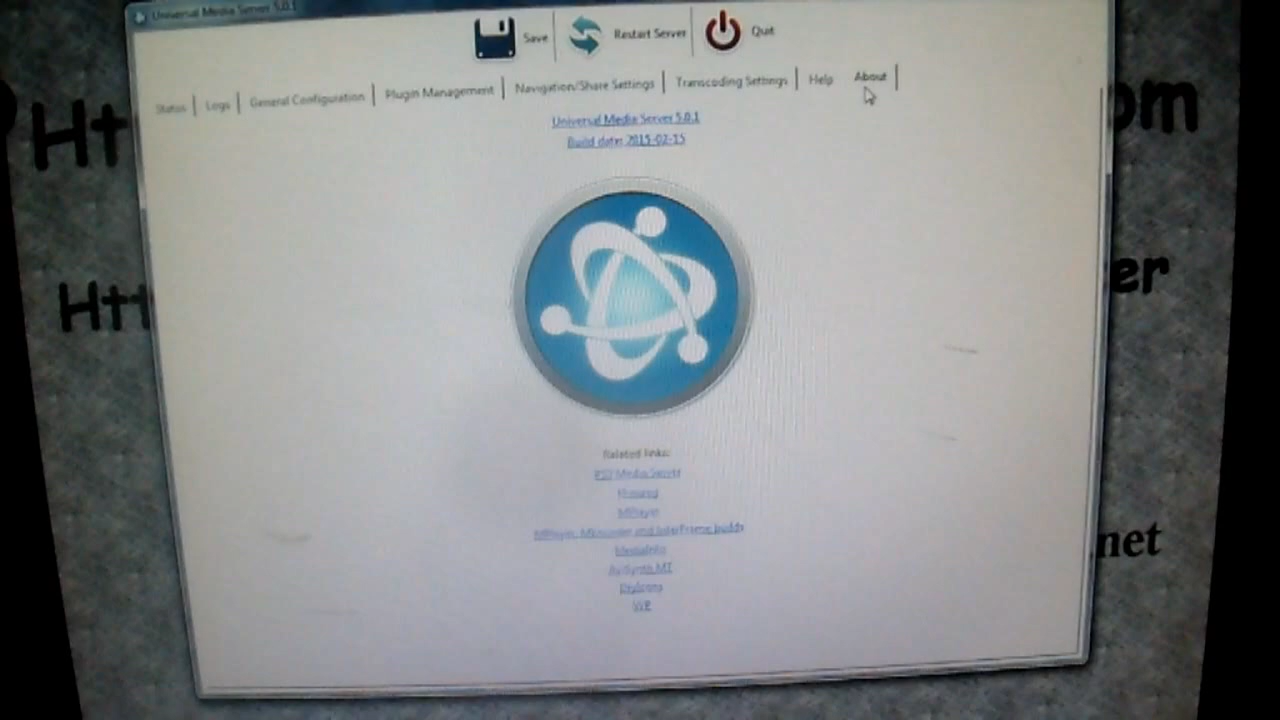 Universal Media Server 5.0.1
Save Restart Server Quit
Status Logs General Configuration Plugin Management Navigation/Share Settings Transcoding Settings Help About
Universal Media Server 5.0.1
Build date: 2015-02-15
Related links:
PS3 Media Server
FFmpeg
MPlayer
MPlayer, MEncoder and InterFrame builds
MediaInfo
AviSynth MT
DryIcons